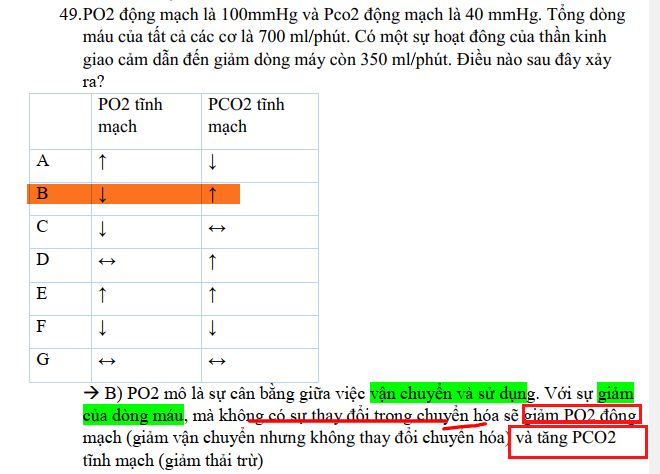 49.PO2 động mạch là 100mmHg và Pco2 động mạch là 40 mmHg. Tổng dòng
máu của tất cả các cơ là 700 ml/phút. Có một sự hoạt đông của thần kinh
giao cảm dẫn đến giảm dòng máy còn 350 ml/phút. Điều nào sau đây xảy
ra?
PO2 tĩnh mạch PCO2 tĩnh mạch
A ↑ ↓
B ↓ ↑
C ↓ ↔
D ↔ ↑
E ↑ ↑
F ↓ ↓
G ↔ ↔
→ B) PO2 mô là sự cân bằng giữa việc vận chuyển và sử dụng. Với sự giảm
của dòng máu, mà không có sự thay đổi trong chuyển hóa sẽ giảm PO2 động
mạch (giảm vận chuyển nhưng không thay đổi chuyên hóa) và tăng PCO2
tĩnh mạch (giảm thải trừ)